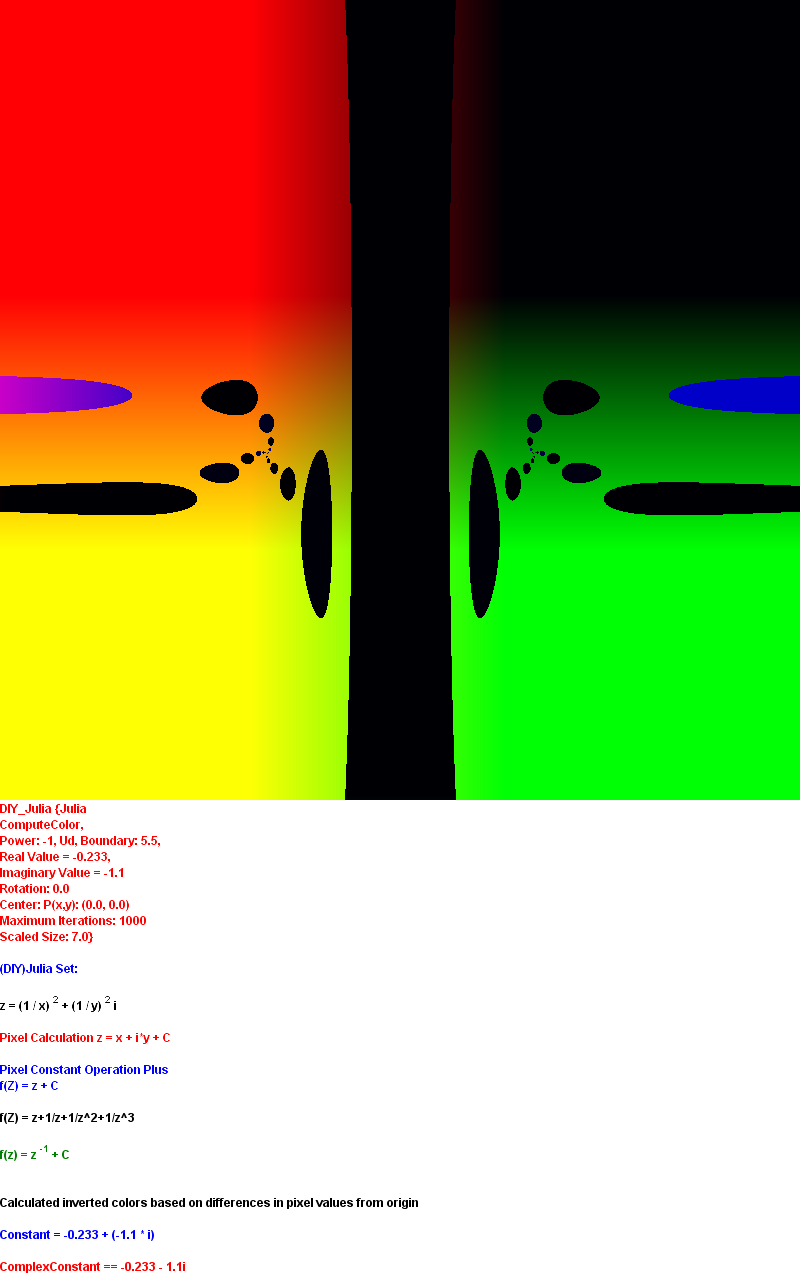 DIY_Julia {Julia
ComputeColor,
Power: -1, Ud, Boundary: 5.5,
Real Value = -0.233,
Imaginary Value = -1.1
Rotation: 0.0
Center: P(x,y): (0.0, 0.0)
Maximum Iterations: 1000
Scaled Size: 7.0}
(DIY)Julia Set:
z = (1 / x) 2 + (1 / y) 2 i
Pixel Calculation z = x + i*y + C
Pixel Constant Operation Plus
f(Z) = z + C
f(Z) = z+1/z+1/z^2+1/z^3
f(z) = z -1 + C
Calculated inverted colors based on differences in pixel values from origin
Constant = -0.233 + (-1.1 * i)
ComplexConstant == -0.233 - 1.1i